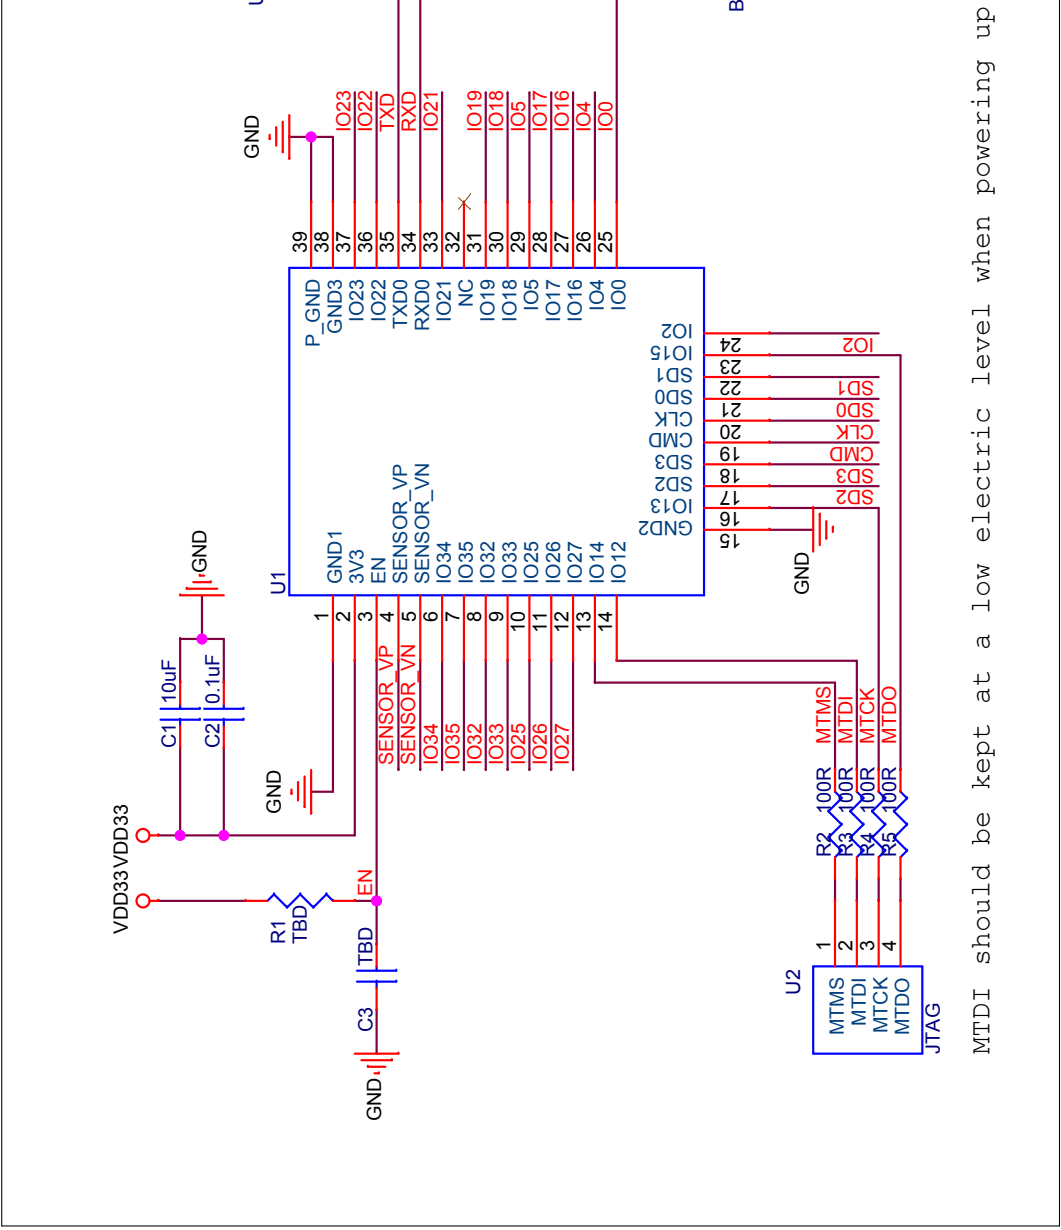 GND
IO23
IO22
TXD
RXD
IO21
IO19
IO18
IO5
IO17
IO16
IO4
IO0
39
38
37
36
35
34
33
32
31
30
29
28
27
26
25
P_GND
GND3
IO23
IO22
TXD0
RXD0
IO21
NC
IO19
IO18
IO5
IO17
IO16
IO4
IO0
IO2
IO15
SD1
SD0
CLK
CMD
SD3
SD2
IO13
GND2
24
23
22
21
20
19
18
17
16
15
IO2
SD1
SD0
CLK
CMD
SD3
SD2
GND
U1
GND1
3V3
EN
SENSOR_VP
SENSOR_VN
IO34
IO35
IO32
IO33
IO25
IO26
IO27
IO14
IO12
1
2
3
4
5
6
7
8
9
10
11
12
13
14
SENSOR_VP
SENSOR_VN
IO34
IO35
IO32
IO33
IO25
IO26
IO27
GND
C1
10uF
C2
0.1uF
GND
VDD33
VDD33
R1
TBD
EN
C3
TBD
GND
MTMS
MTDI
MTCK
MTDO
R2
100R
R3
100R
R4
100R
R5
100R
1
2
3
4
U2
MTMS
MTDI
MTCK
MTDO
JTAG
MTDI should be kept at a low electric level when powering up